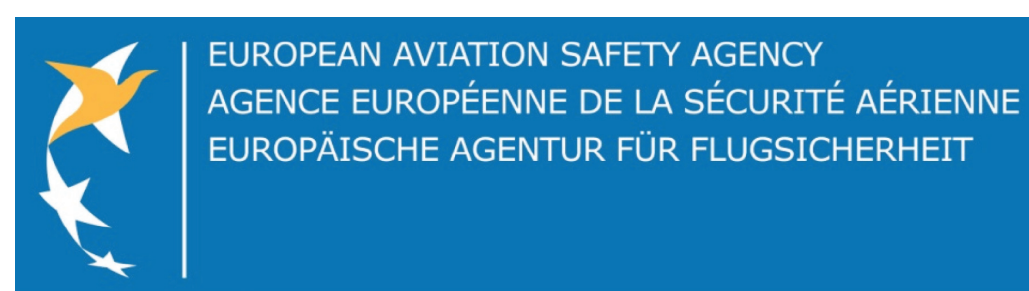 EUROPEAN AVIATION SAFETY AGENCY
AGENCE EUROPÉENNE DE LA SÉCURITÉ AÉRIENNE
EUROPÄISCHE AGENTUR FÜR FLUGSICHERHEIT